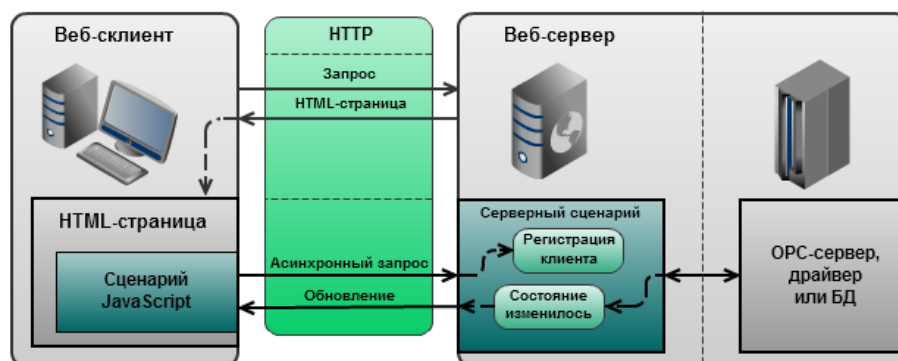 Веб-склиент
HTTP
Веб-сервер
Запрос
HTML-страница
HTML-страница
Сценарий
JavaScript
Асинхронный запрос
Обновление
Серверный сценарий
Регистрация
клиента
Состояние
изменилось
OPC-сервер,
драйвер
или БД